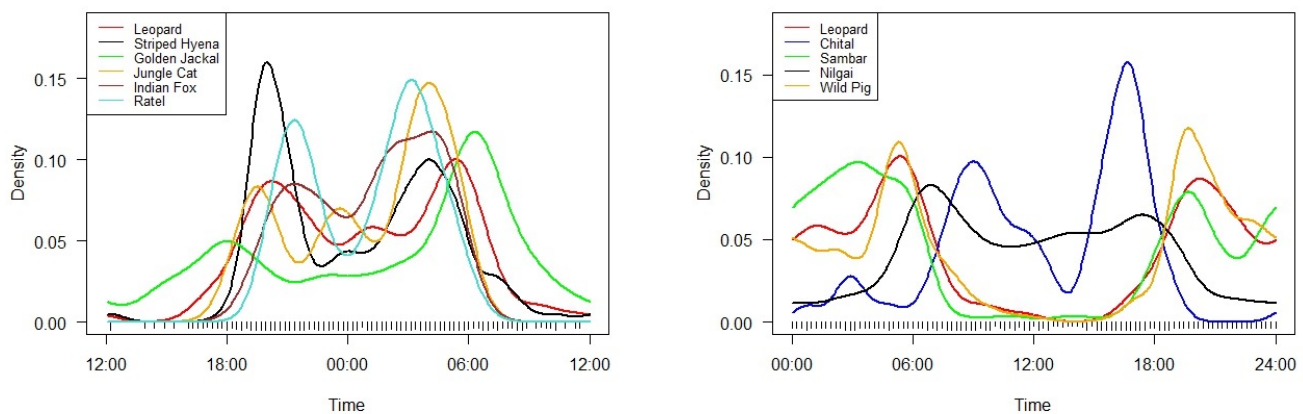 Leopard
Striped Hyena
Golden Jackal
Jungle Cat
Indian Fox
Ratel
Density
0.15
0.10
0.05
0.00
12:00 18:00 00:00 06:00 12:00
Time
Leopard
Chital
Sambar
Nilgai
Wild Pig
Density
0.15
0.10
0.05
0.00
00:00 06:00 12:00 18:00 24:00
Time